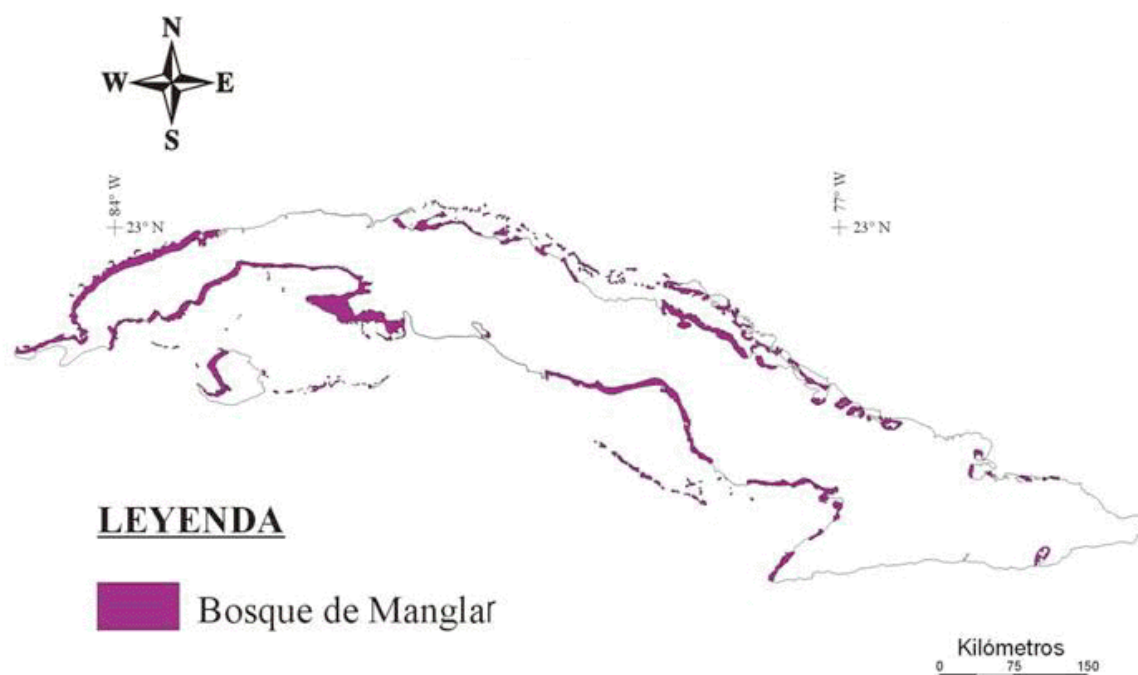 N
W E
S
84° W
23° N
77° W
23° N
LEYENDA
Bosque de Manglar
Kilómetros
0 75 150